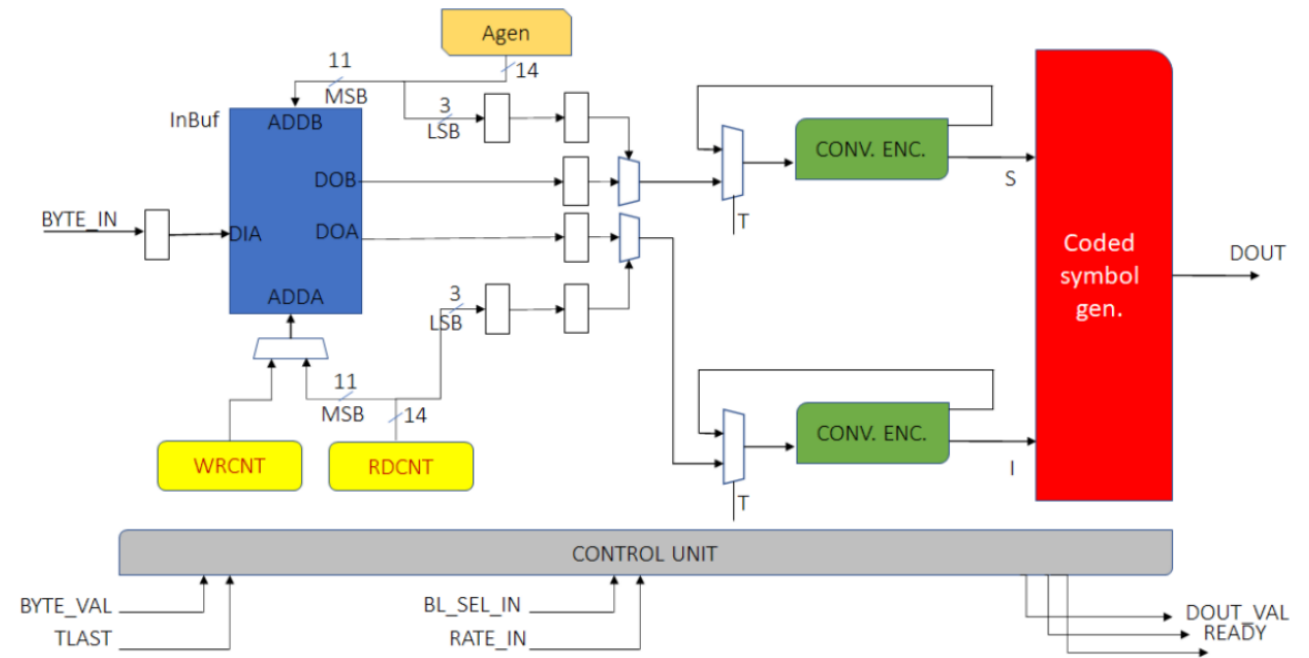 Agen
11
14
MSB
3
LSB
InBuf
ADDB
CONV. ENC.
DOB
S
T
BYTE_IN
DIA
DOA
Coded
symbol
gen.
DOUT
ADDA
3
LSB
11
MSB
14
CONV. ENC.
WRCNT
RDCNT
I
T
CONTROL UNIT
BYTE_VAL
BL_SEL_IN
DOUT_VAL
TLAST
RATE_IN
READY